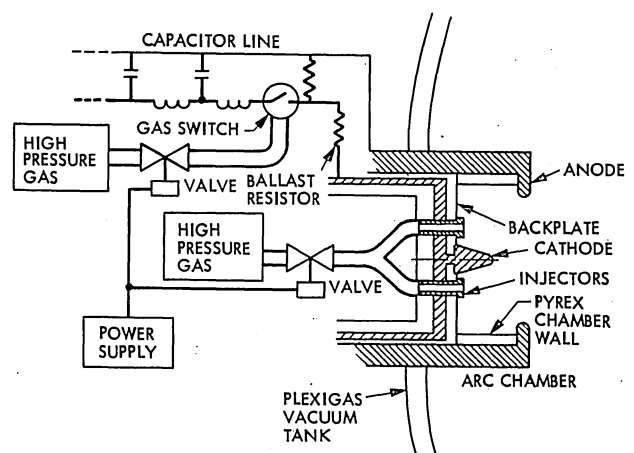 CAPACITOR LINE
GAS SWITCH
HIGH
PRESSURE
GAS
VALVE
BALLAST
RESISTOR
ANODE
BACKPLATE
CATHODE
HIGH
PRESSURE
GAS
VALVE
INJECTORS
PYREX
CHAMBER
WALL
POWER
SUPPLY
ARC CHAMBER
PLEXIGAS
VACUUM
TANK